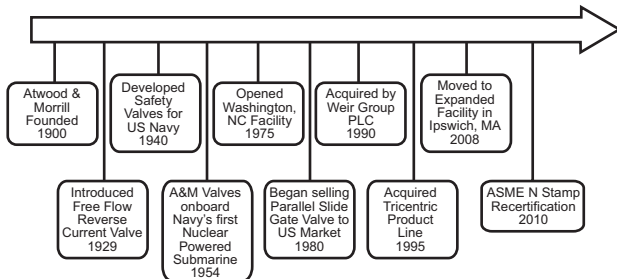 Atwood &
Morrill
Founded
1900
Developed
Safety
Valves for
US Navy
1940
Opened
Washington,
NC Facility
1975
Acquired by
Weir Group
PLC
1990
Moved to
Expanded
Facility in
Ipswich, MA
2008
Introduced
Free Flow
Reverse
Current Valve
1929
A&M Valves
onboard
Navy's first
Nuclear
Powered
Submarine
1954
Began selling
Parallel Slide
Gate Valve to
US Market
1980
Acquired
Tricentric
Product
Line
1995
ASME N Stamp
Recertification
2010